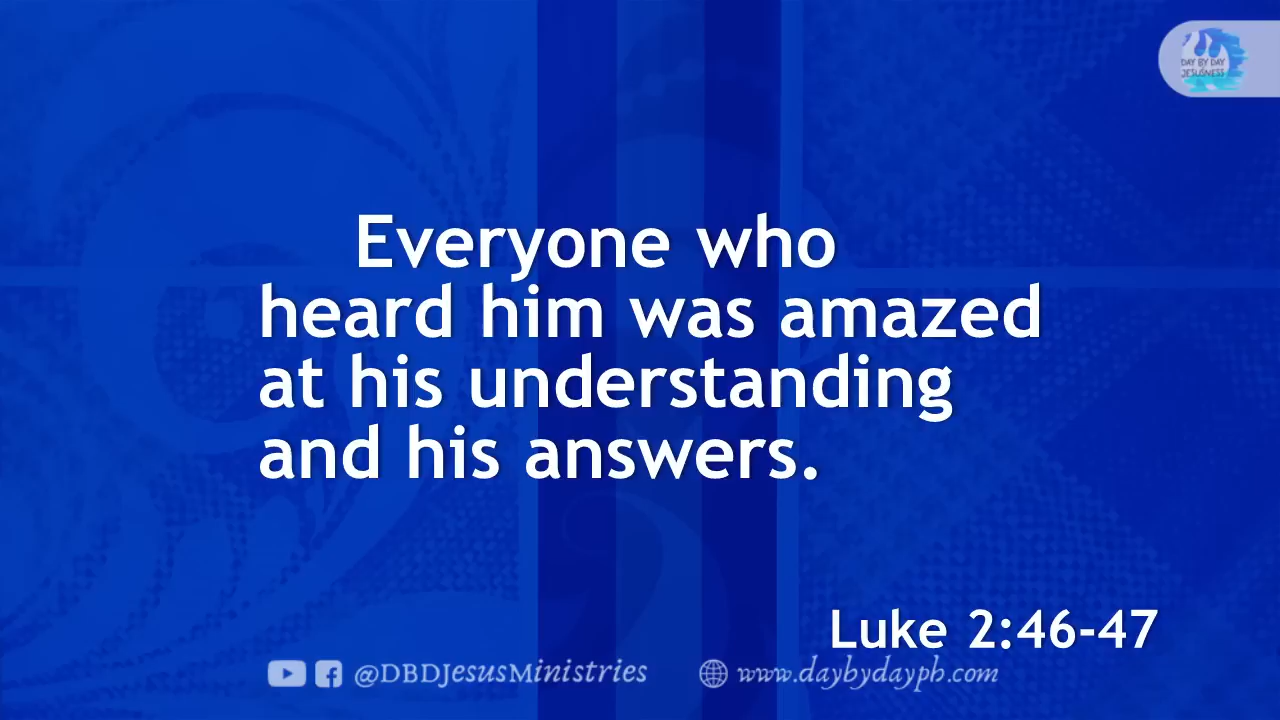 DAY BY DAY
JESUSNESS
Everyone who
heard him was amazed
at his understanding
and his answers.
Luke 2:46-47
@DBDJesusMinistries
www.daybydayph.com